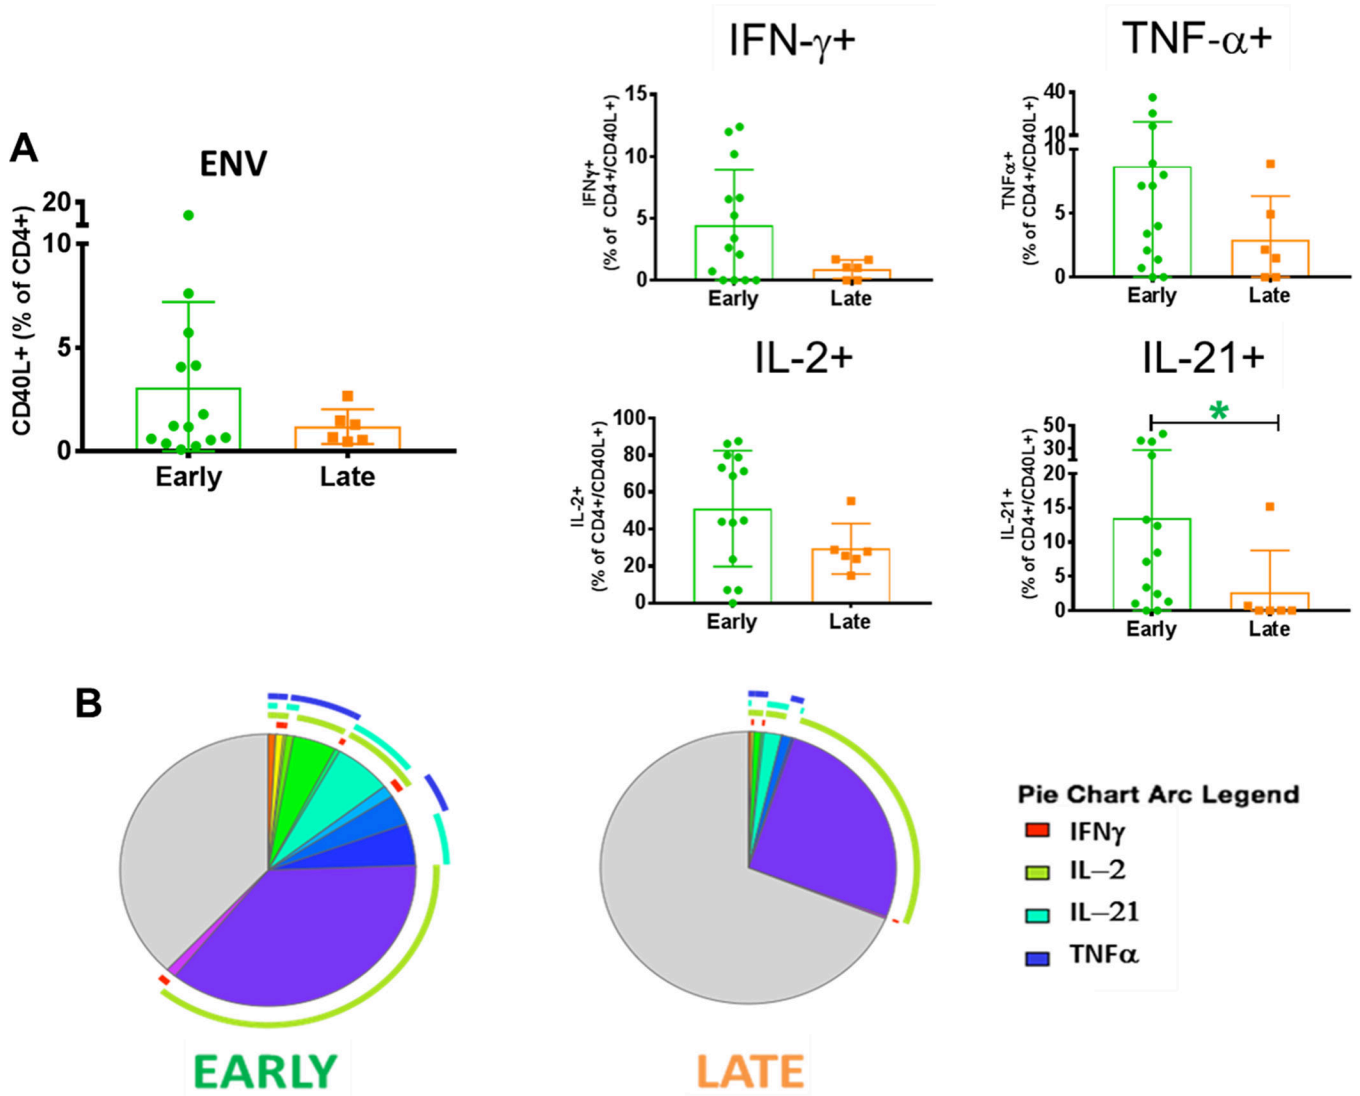 A
ENV
CD40L+ (% of CD4+)
20
10
5
0
Early
Late
IFN-γ+
IFNγ+
(% of CD4+/CD40L+)
15
10
5
0
Early
Late
TNF-α+
TNFα+
(% of CD4+/CD40L+)
40
10
10
5
0
Early
Late
IL-2+
IL-2+
(% of CD4+/CD40L+)
100
80
60
40
20
0
Early
Late
IL-21+
*
IL-21+
(% of CD4+/CD40L+)
50
30
20
15
10
5
0
Early
Late
B
EARLY
LATE
Pie Chart Arc Legend
IFNγ
IL-2
IL-21
TNFα